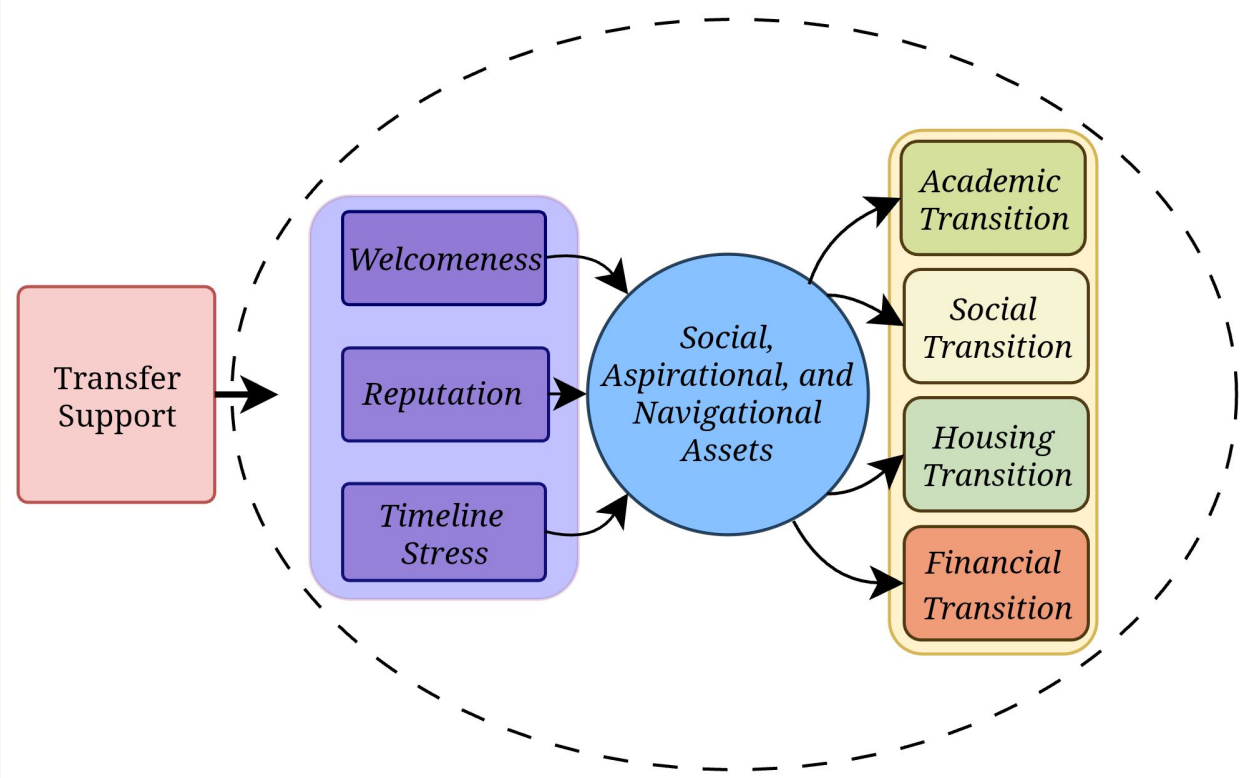 Transfer
Support
Welcomeness
Reputation
Timeline
Stress
Social,
Aspirational, and
Navigational
Assets
Academic
Transition
Social
Transition
Housing
Transition
Financial
Transition